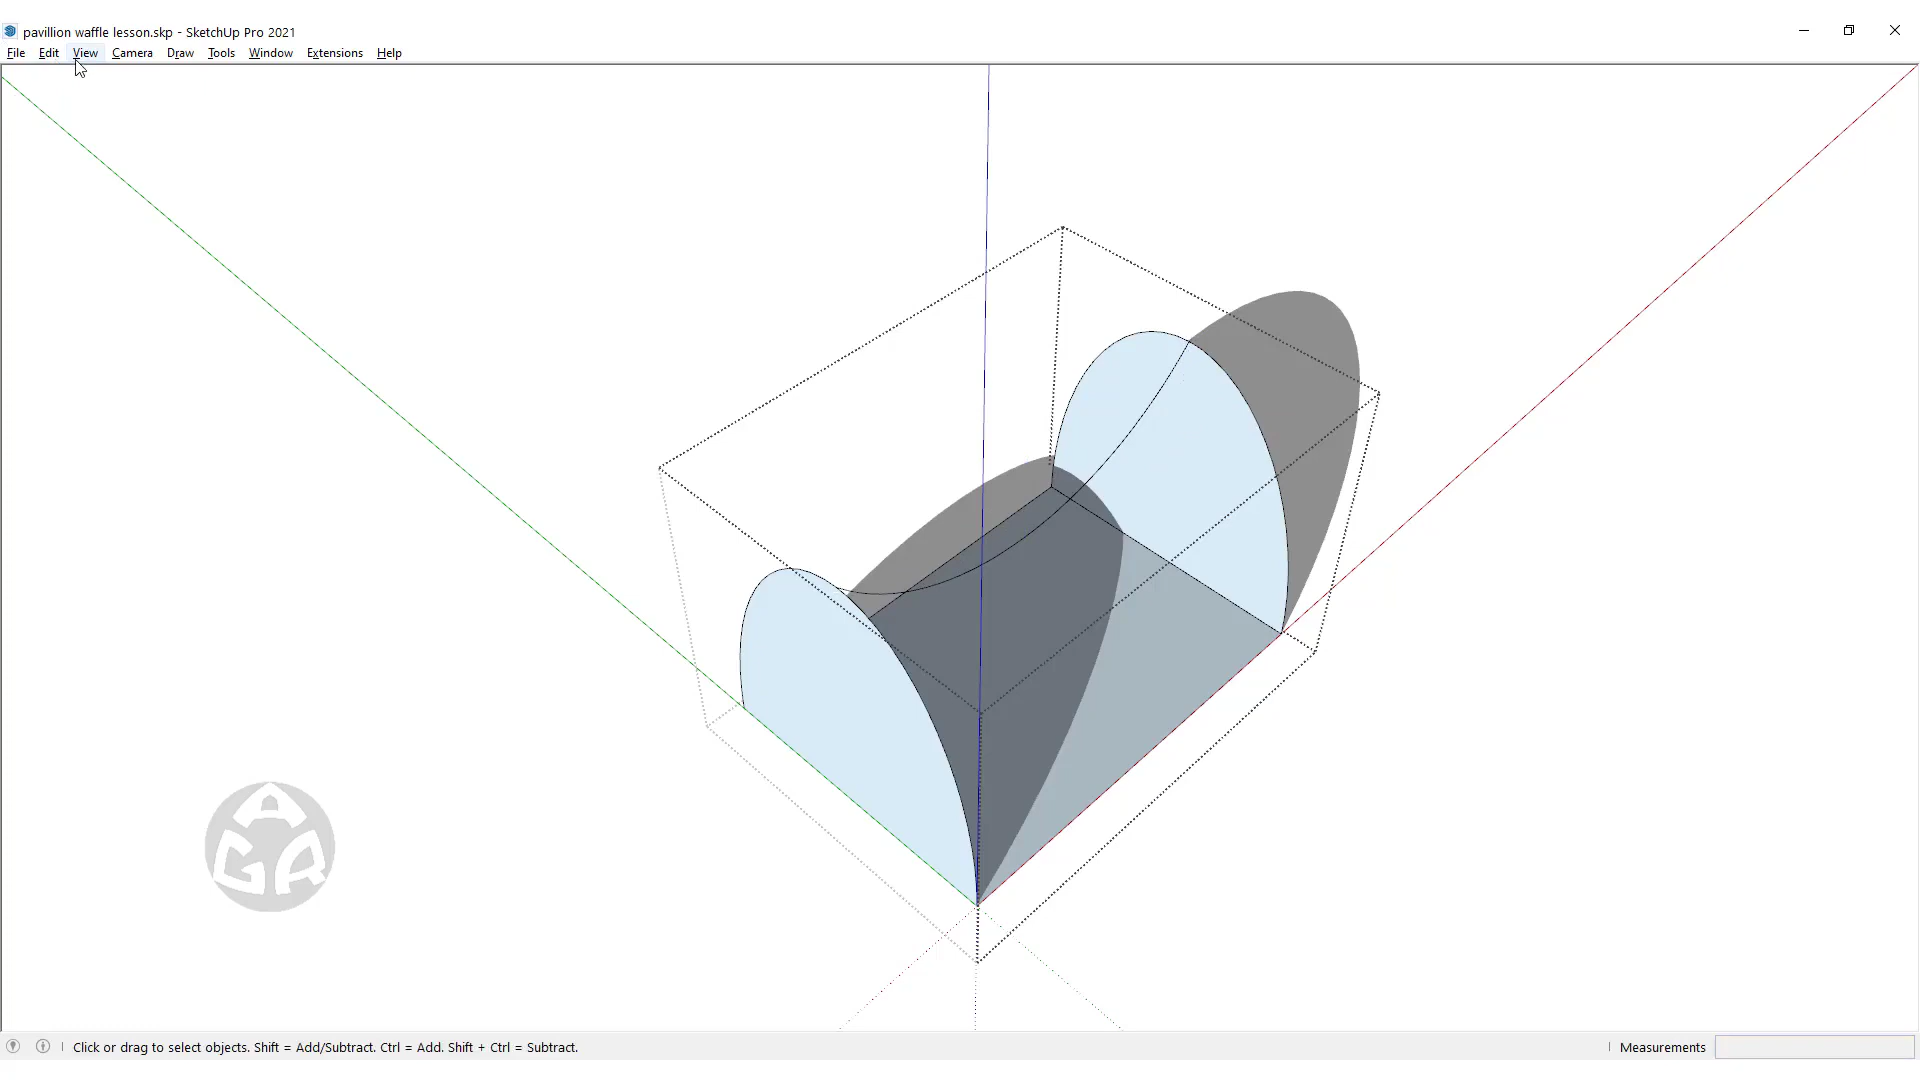 pavillion waffle lesson.skp - SketchUp Pro 2021
File Edit View Camera Draw Tools Window Extensions Help
GAR
Click or drag to select objects. Shift = Add/Subtract. Ctrl = Add. Shift + Ctrl = Subtract.
Measurements